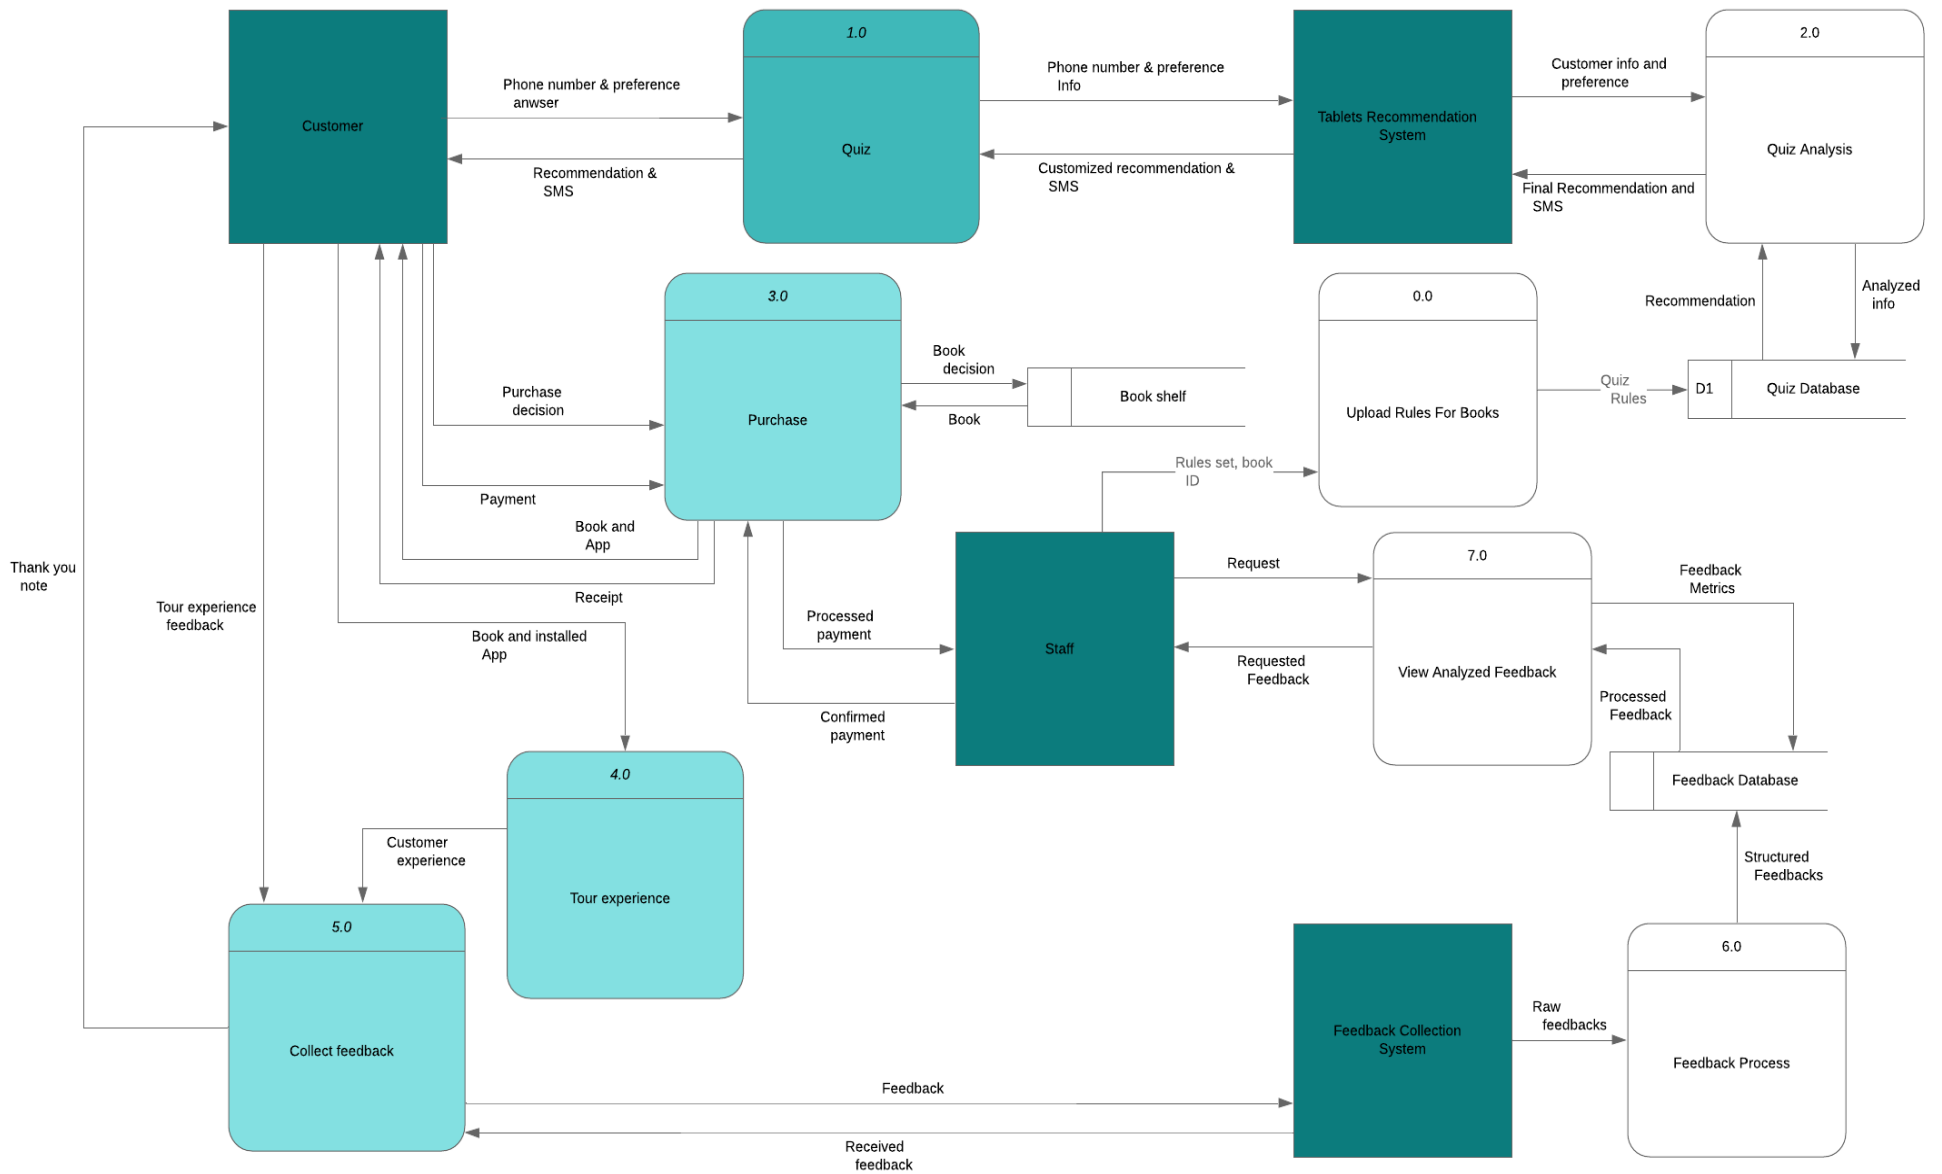 1.0
2.0
Phone number & preference
anwser
Phone number & preference
Info
Customer info and
preference
Customer
Quiz
Tablets Recommendation
System
Quiz Analysis
Recommendation &
SMS
Customized recommendation &
SMS
Final Recommendation and
SMS
3.0
0.0
Recommendation
Analyzed
info
Book
decision
Purchase
decision
Purchase
Book
Book shelf
Upload Rules For Books
Quiz
Rules
D1
Quiz Database
Payment
Rules set, book
ID
Book and
App
Receipt
Thank you
note
Tour experience
feedback
Book and installed
App
Processed
payment
Staff
Request
7.0
Feedback
Metrics
Requested
Feedback
View Analyzed Feedback
Processed
Feedback
Confirmed
payment
4.0
Feedback Database
Customer
experience
Tour experience
Structured
Feedbacks
5.0
6.0
Collect feedback
Feedback Collection
System
Raw
feedbacks
Feedback Process
Feedback
Received
feedback